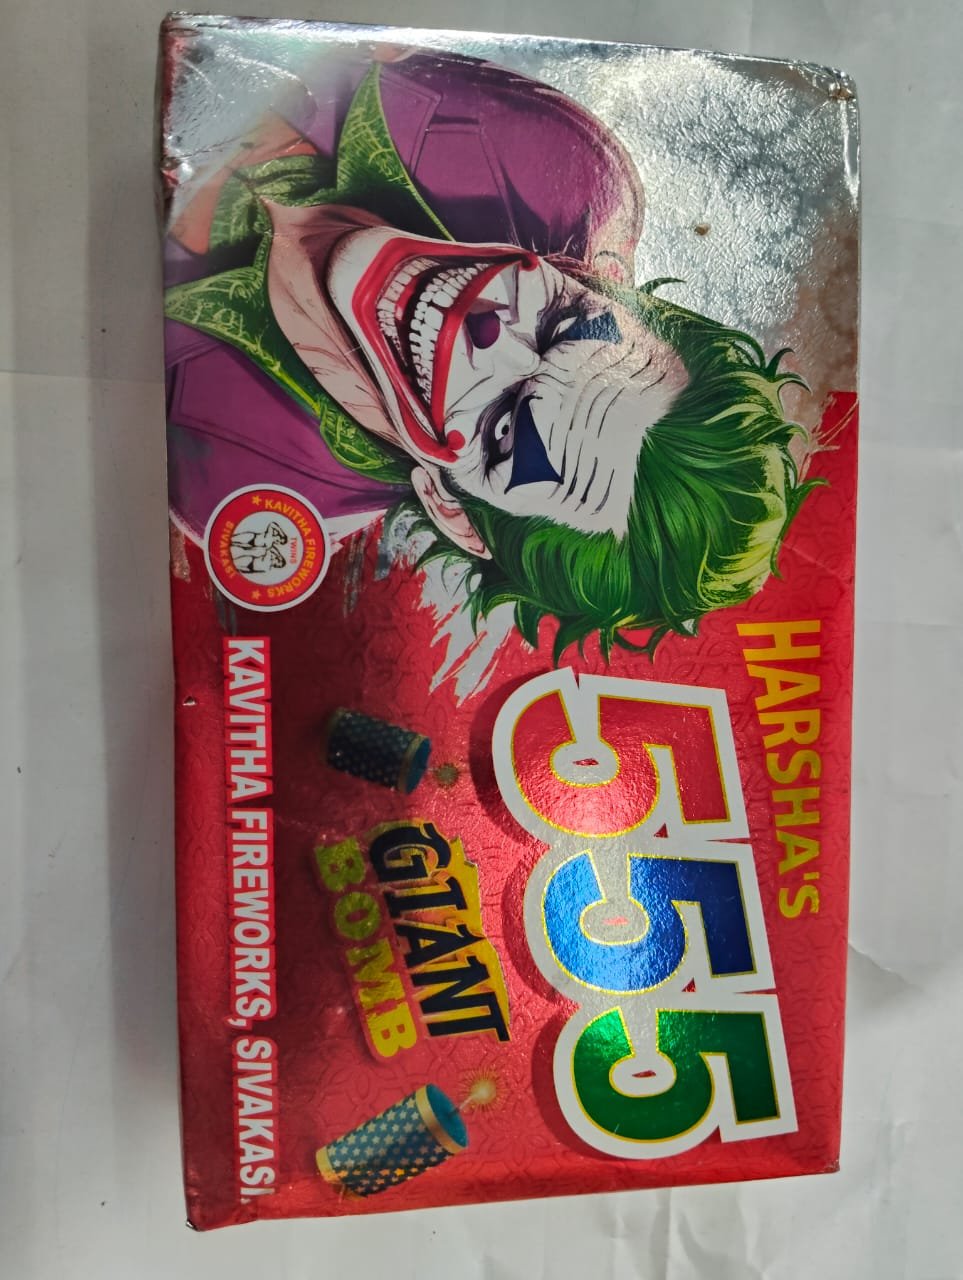 HARSHA'S
555
GIANT
BOMB
KAVITHA FIREWORKS
TWINS
SIVAKASI
KAVITHA FIREWORKS, SIVAKASI.